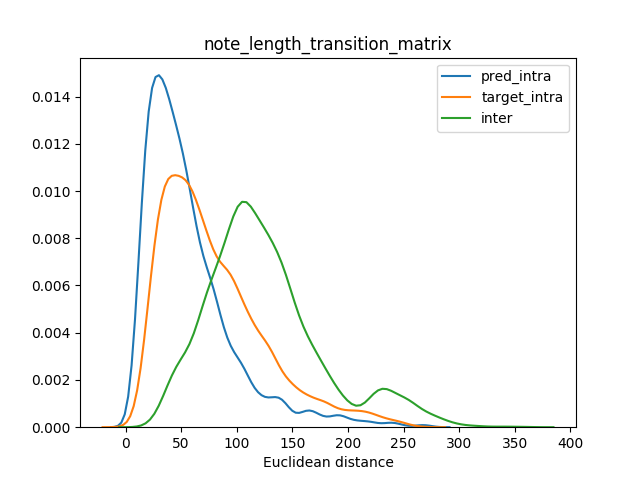 note_length_transition_matrix
pred_intra
target_intra
inter
0.014
0.012
0.010
0.008
0.006
0.004
0.002
0.000
0 50 100 150 200 250 300 350 400
Euclidean distance